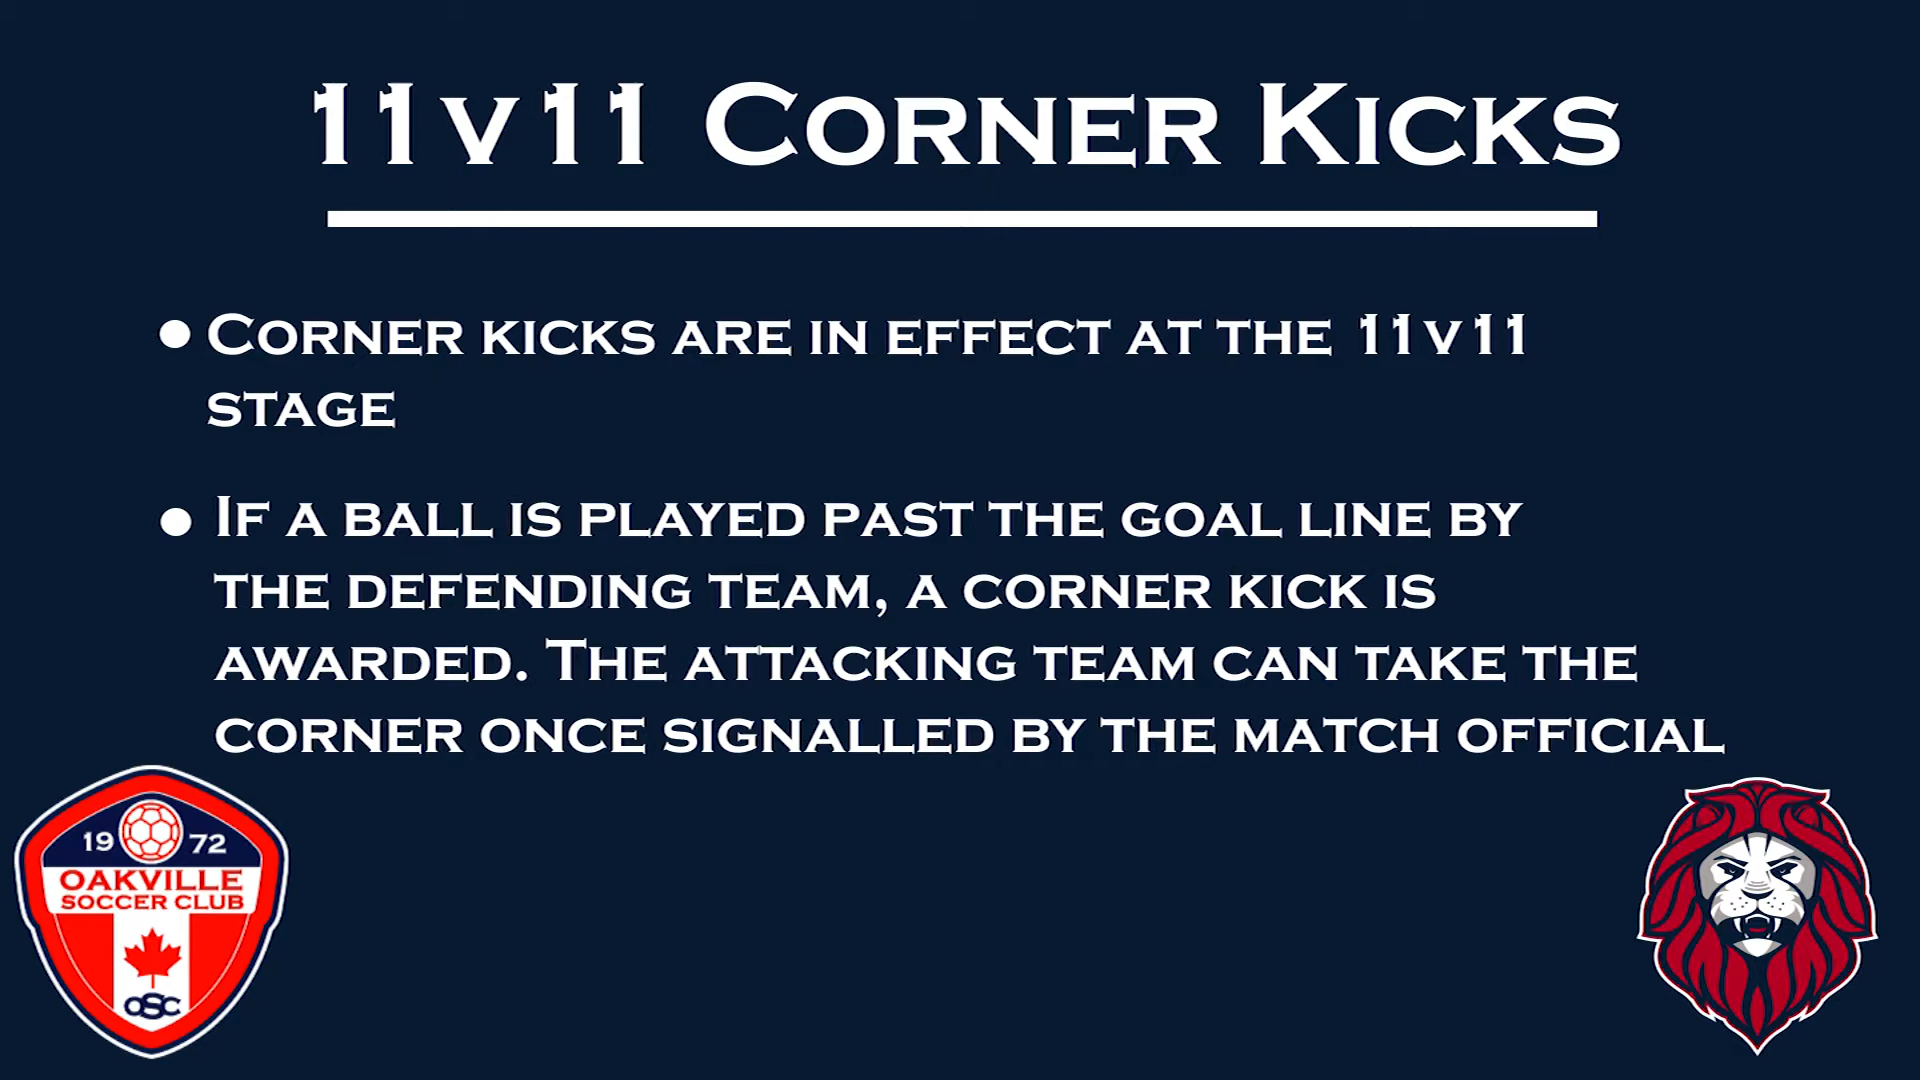 11v11 Corner Kicks
Corner kicks are in effect at the 11v11
stage
If a ball is played past the goal line by
the defending team, a corner kick is
awarded. The attacking team can take the
corner once signalled by the match official
19 72
OAKVILLE
SOCCER CLUB
OSC